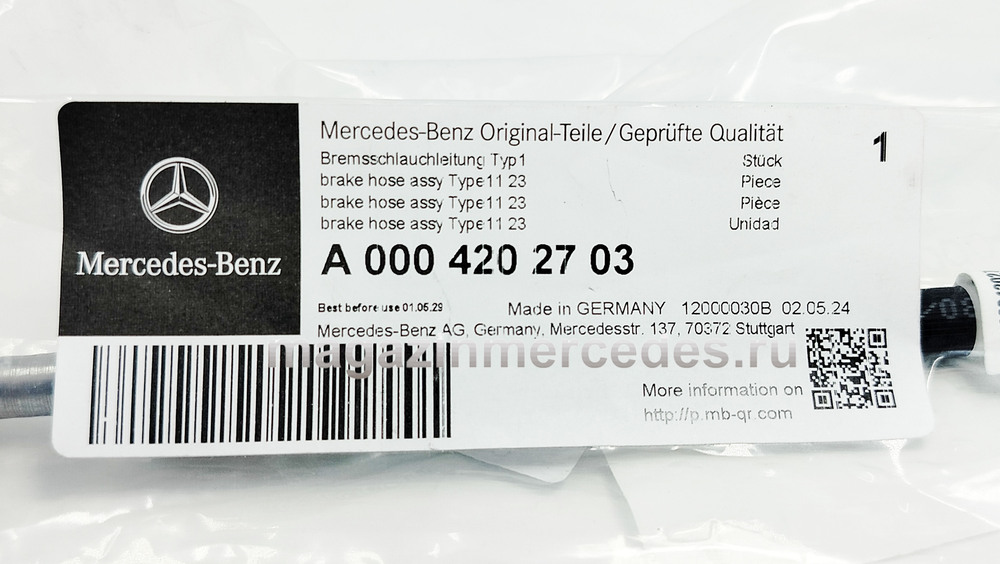 Mercedes-Benz
Mercedes-Benz Original-Teile/Geprüfte Qualität
1
Bremsschlauchleitung Typ1 Stück
brake hose assy Type11 23 Piece
brake hose assy Type11 23 Pièce
brake hose assy Type11 23 Unidad
A 000 420 27 03
Best before use 01.05.29 Made in GERMANY 12000030B 02.05.24
Mercedes-Benz AG, Germany, Mercedesstr. 137, 70372 Stuttgart
magazinmercedes.ru
More information on
http://p.mb-qr.com